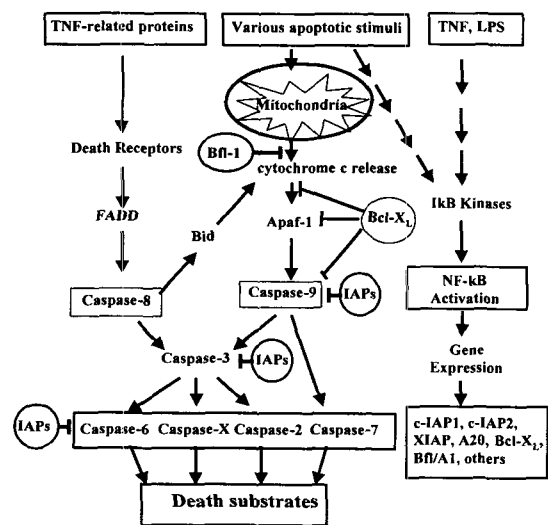 TNF-related proteins
Various apoptotic stimuli
TNF, LPS
Mitochondria
Death Receptors
Bfl-1
cytochrome c release
FADD
Bid
Apaf-1
Bcl-XL
IkB Kinases
Caspase-8
Caspase-9
IAPs
NF-kB
Activation
Caspase-3
IAPs
Gene
Expression
IAPs
Caspase-6 Caspase-X Caspase-2 Caspase-7
c-IAP1, c-IAP2,
XIAP, A20, Bcl-XL,
Bfl/A1, others
Death substrates